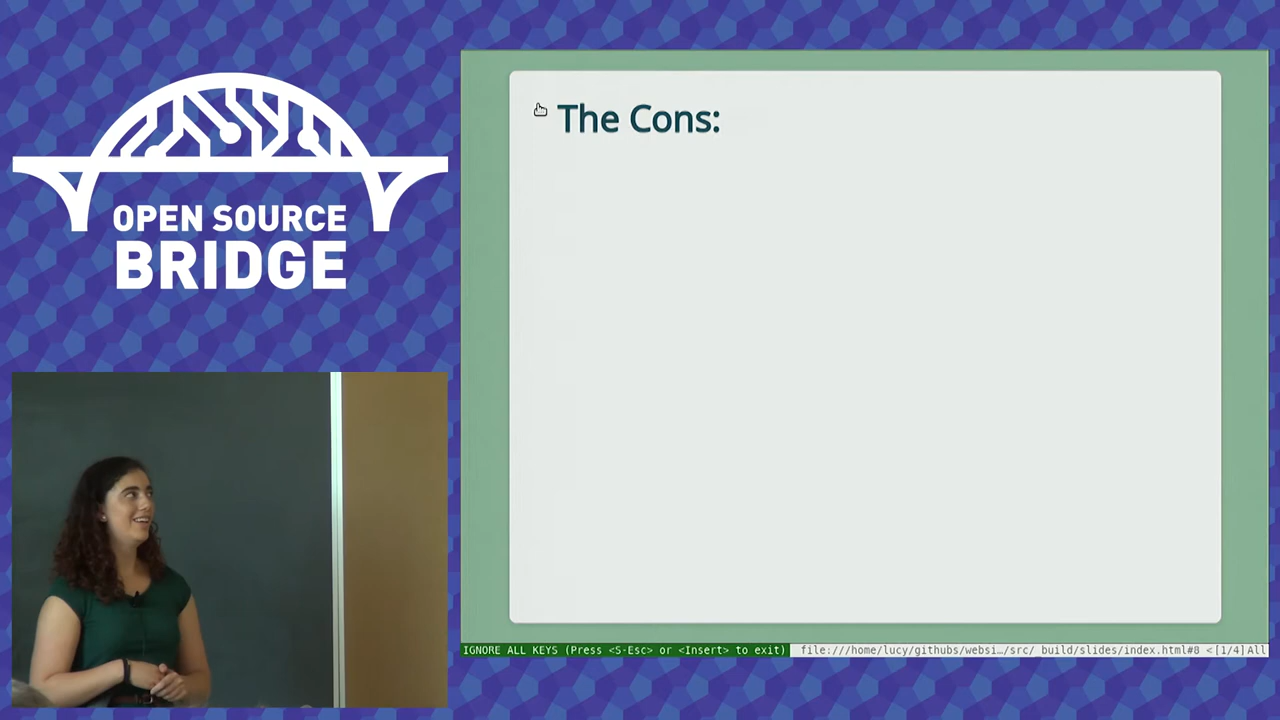 OPEN SOURCE
BRIDGE
The Cons:
IGNORE ALL KEYS (Press <S-Esc> or <Insert> to exit) file:///home/lucy/githubs/websi…/src/_build/slides/index.html#8 <[1/4]All